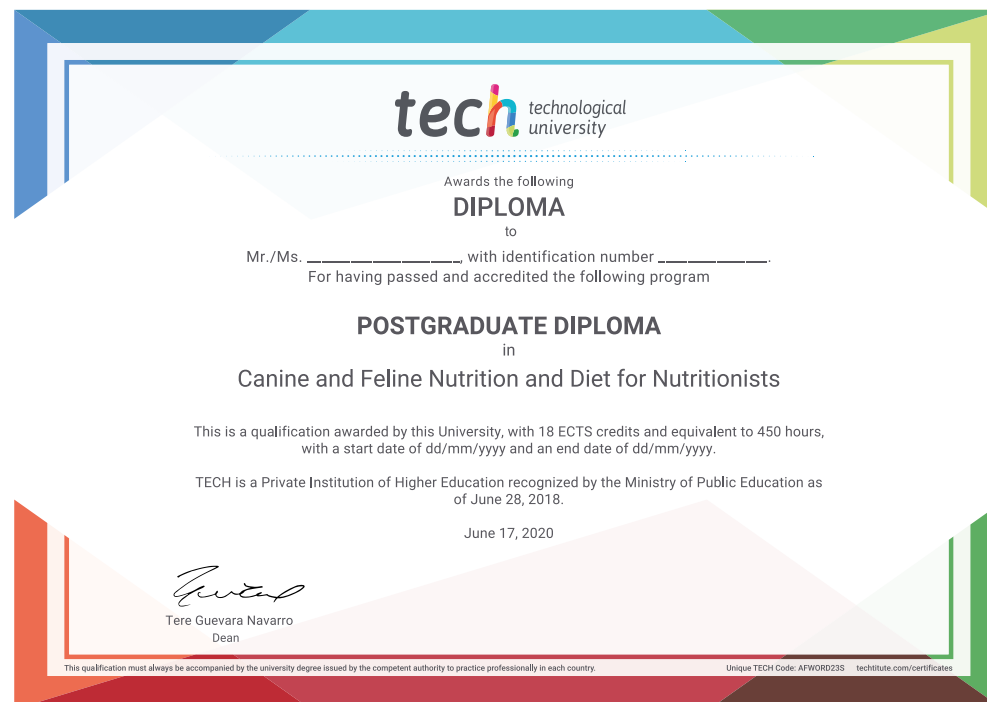 tech technological
university
Awards the following
DIPLOMA
to
Mr./Ms. _____________________, with identification number _______________.
For having passed and accredited the following program
POSTGRADUATE DIPLOMA
in
Canine and Feline Nutrition and Diet for Nutritionists
This is a qualification awarded by this University, with 18 ECTS credits and equivalent to 450 hours,
with a start date of dd/mm/yyyy and an end date of dd/mm/yyyy.
TECH is a Private Institution of Higher Education recognized by the Ministry of Public Education as
of June 28, 2018.
June 17, 2020
Tere Guevara Navarro
Dean
This qualification must always be accompanied by the university degree issued by the competent authority to practice professionally in each country.
Unique TECH Code: AFWORD23S techtitute.com/certificates